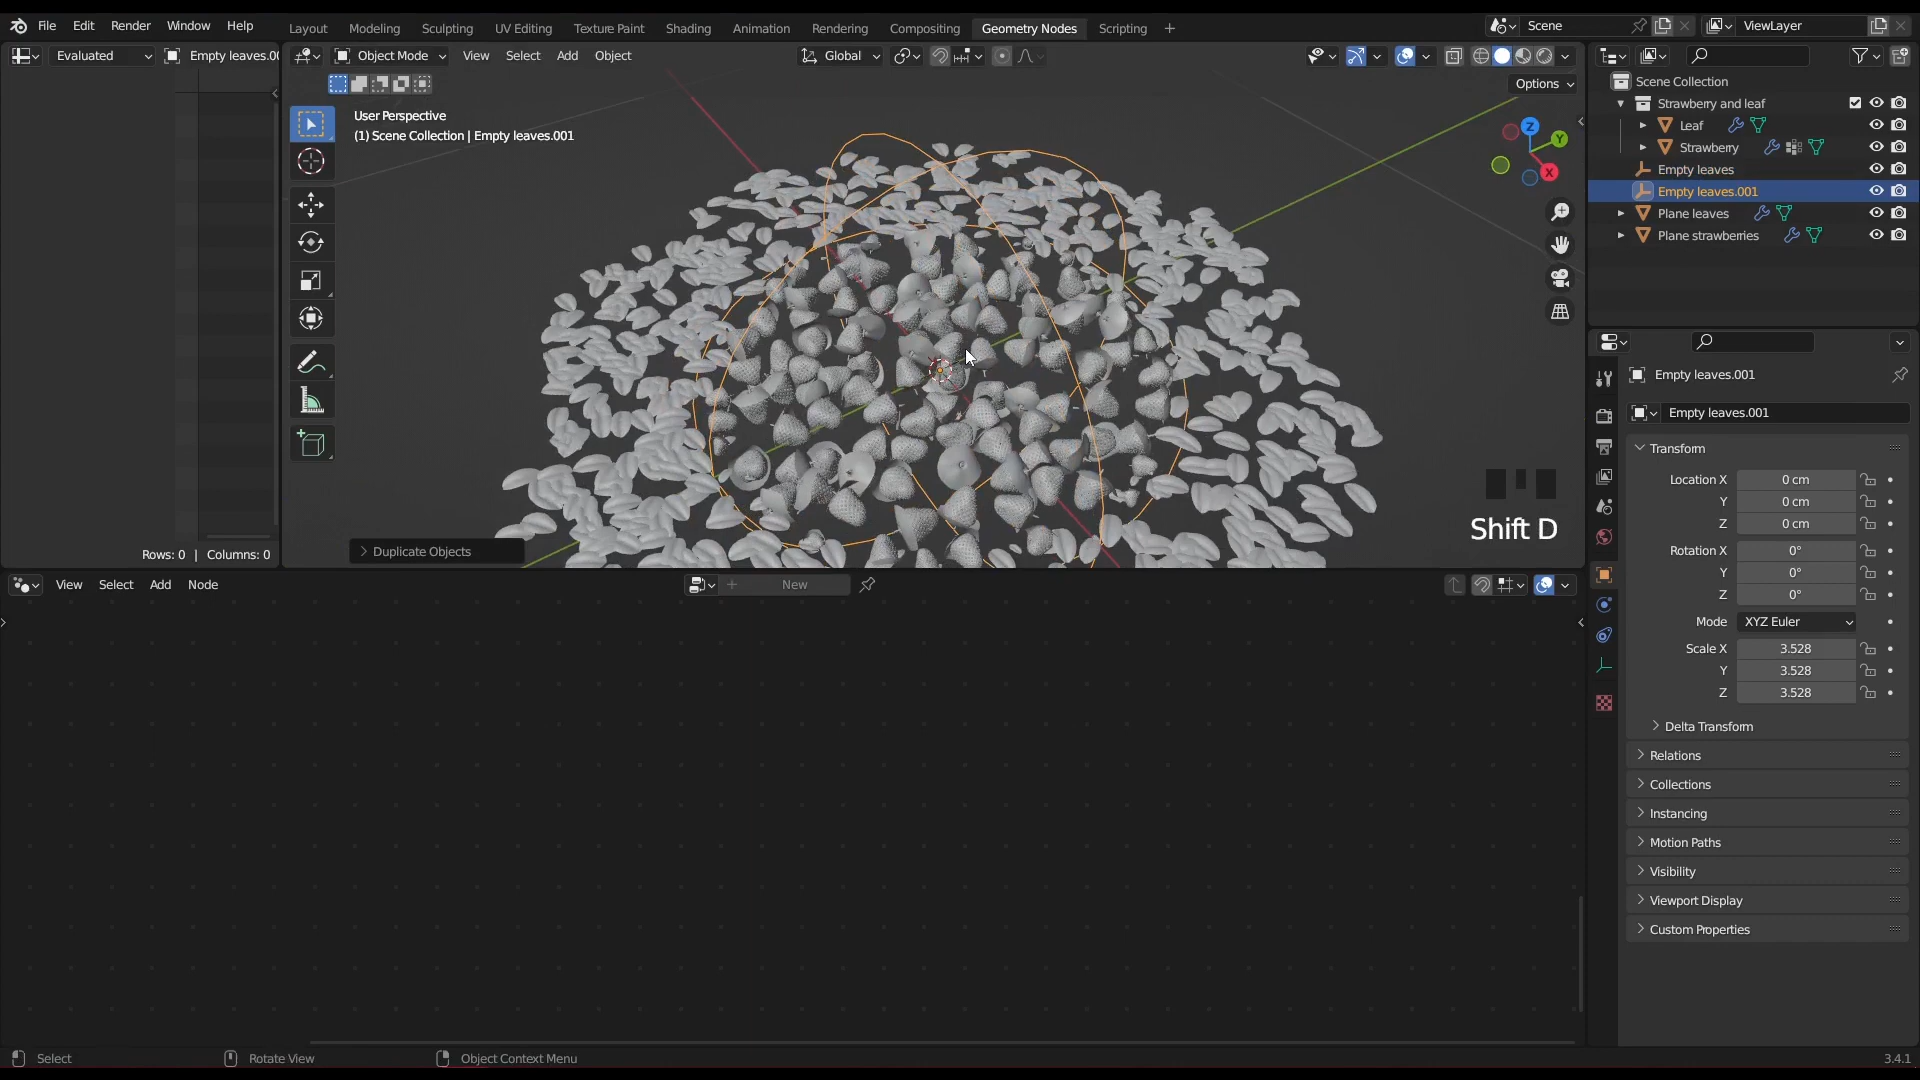 File Edit Render Window Help Layout Modeling Sculpting UV Editing Texture Paint Shading Animation Rendering Compositing Geometry Nodes Scripting + Scene ViewLayer
Evaluated Empty leaves.00 Object Mode View Select Add Object Global
Options
User Perspective
(1) Scene Collection | Empty leaves.001
Z
Y
X
Shift D
Duplicate Objects
Rows: 0 | Columns: 0
Scene Collection
Strawberry and leaf
Leaf
Strawberry
Empty leaves
Empty leaves.001
Plane leaves
Plane strawberries
Empty leaves.001
Empty leaves.001
Transform
Location X 0 cm
Y 0 cm
Z 0 cm
Rotation X 0°
Y 0°
Z 0°
Mode XYZ Euler
Scale X 3.528
Y 3.528
Z 3.528
Delta Transform
Relations
Collections
Instancing
Motion Paths
Visibility
Viewport Display
Custom Properties
View Select Add Node New
Select Rotate View Object Context Menu 3.4.1